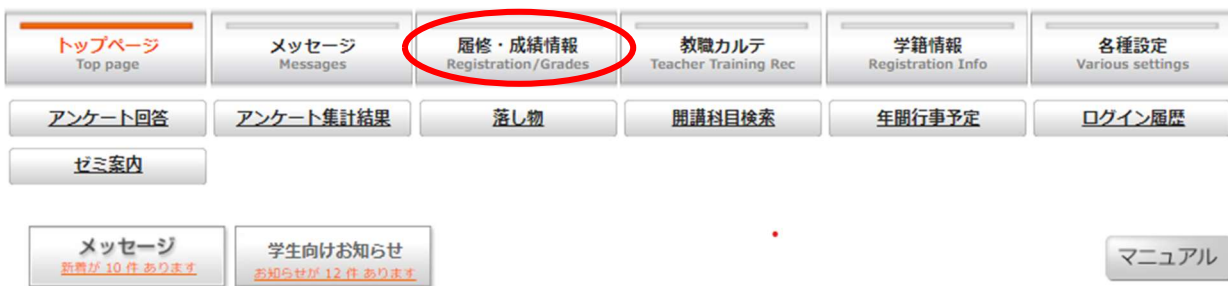 トップページ
Top page
メッセージ
Messages
履修・成績情報
Registration/Grades
教職カルテ
Teacher Training Rec
学籍情報
Registration Info
各種設定
Various settings
アンケート回答
アンケート集計結果
落し物
開講科目検索
年間行事予定
ログイン履歴
ゼミ案内
メッセージ
新着が 10 件 あります
学生向けお知らせ
お知らせが 12 件 あります
マニュアル